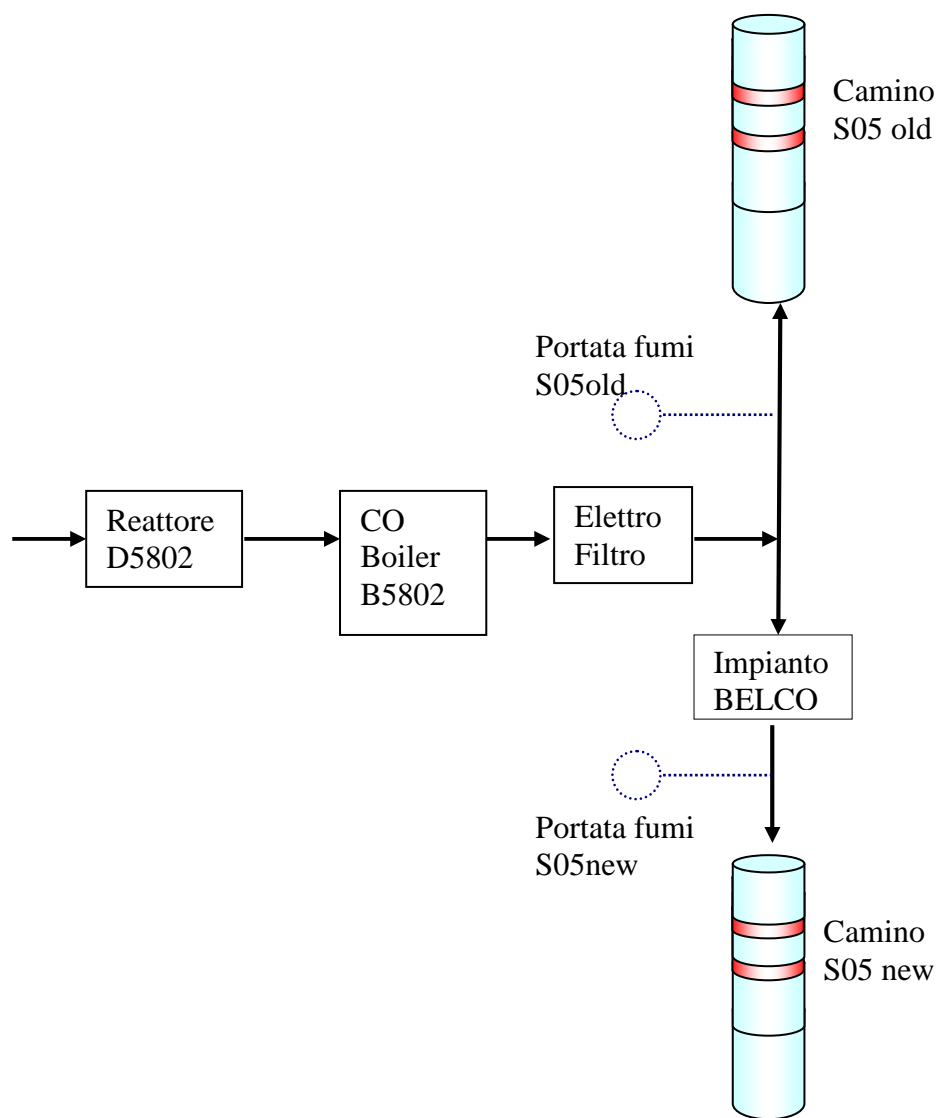 Camino
S05 old
Portata fumi
S05old
Reattore
D5802
CO
Boiler
B5802
Elettro
Filtro
Impianto
BELCO
Portata fumi
S05new
Camino
S05 new